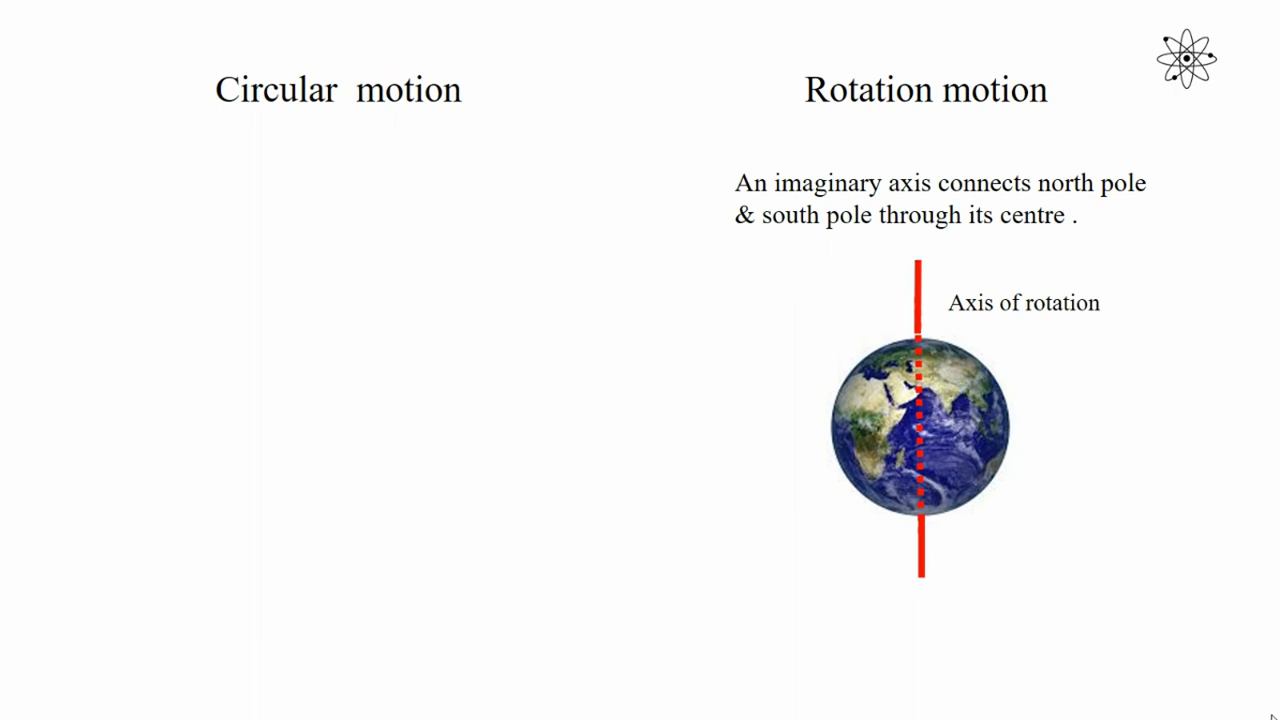 Circular motion
Rotation motion
An imaginary axis connects north pole
& south pole through its centre .
Axis of rotation